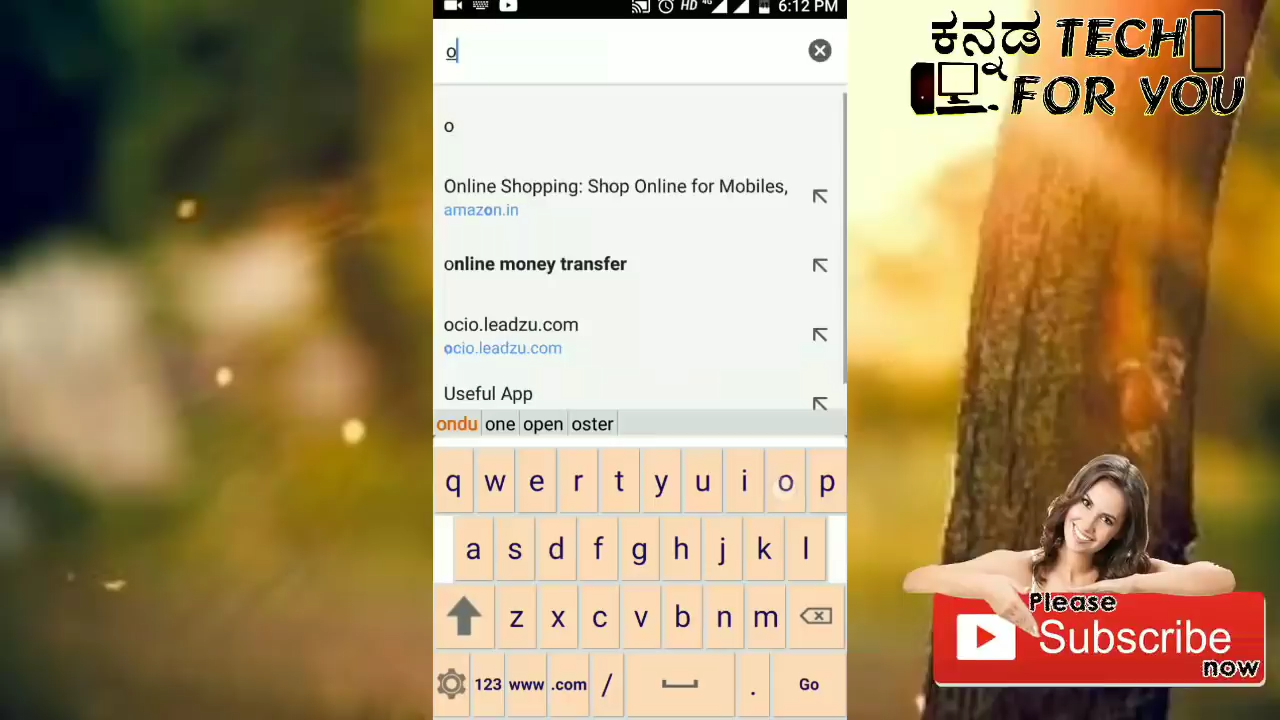 HD 4G 6:12 PM
o
o
Online Shopping: Shop Online for Mobiles,
amazon.in
online money transfer
ocio.leadzu.com
ocio.leadzu.com
Useful App
ondu one open oster
q w e r t y u i o p
a s d f g h j k l
z x c v b n m
123 www .com / . Go
ಕನ್ನಡ TECH
FOR YOU
Please
Subscribe
now